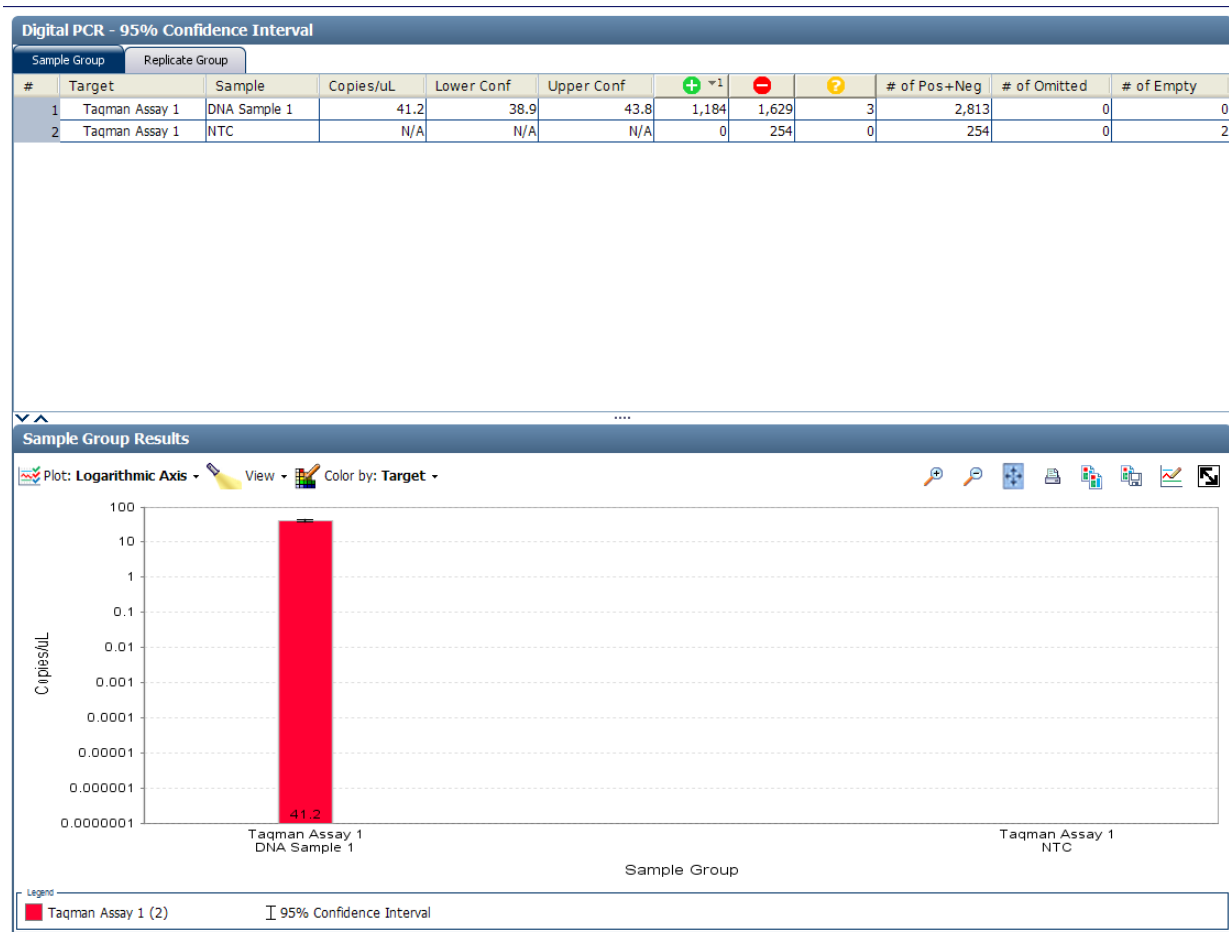 Digital PCR - 95% Confidence Interval
Sample Group Replicate Group
# Target Sample Copies/uL Lower Conf Upper Conf 1 ? # of Pos+Neg # of Omitted # of Empty
1 Taqman Assay 1 DNA Sample 1 41.2 38.9 43.8 1,184 1,629 3 2,813 0 0
2 Taqman Assay 1 NTC N/A N/A N/A 0 254 0 254 0 2
Sample Group Results
Plot: Logarithmic Axis View Color by: Target
100
10
1
0.1
0.01
0.001
0.0001
0.00001
0.000001
0.0000001
Copies/uL
41.2
Taqman Assay 1 Taqman Assay 1
DNA Sample 1 NTC
Sample Group
Legend
Taqman Assay 1 (2) 95% Confidence Interval